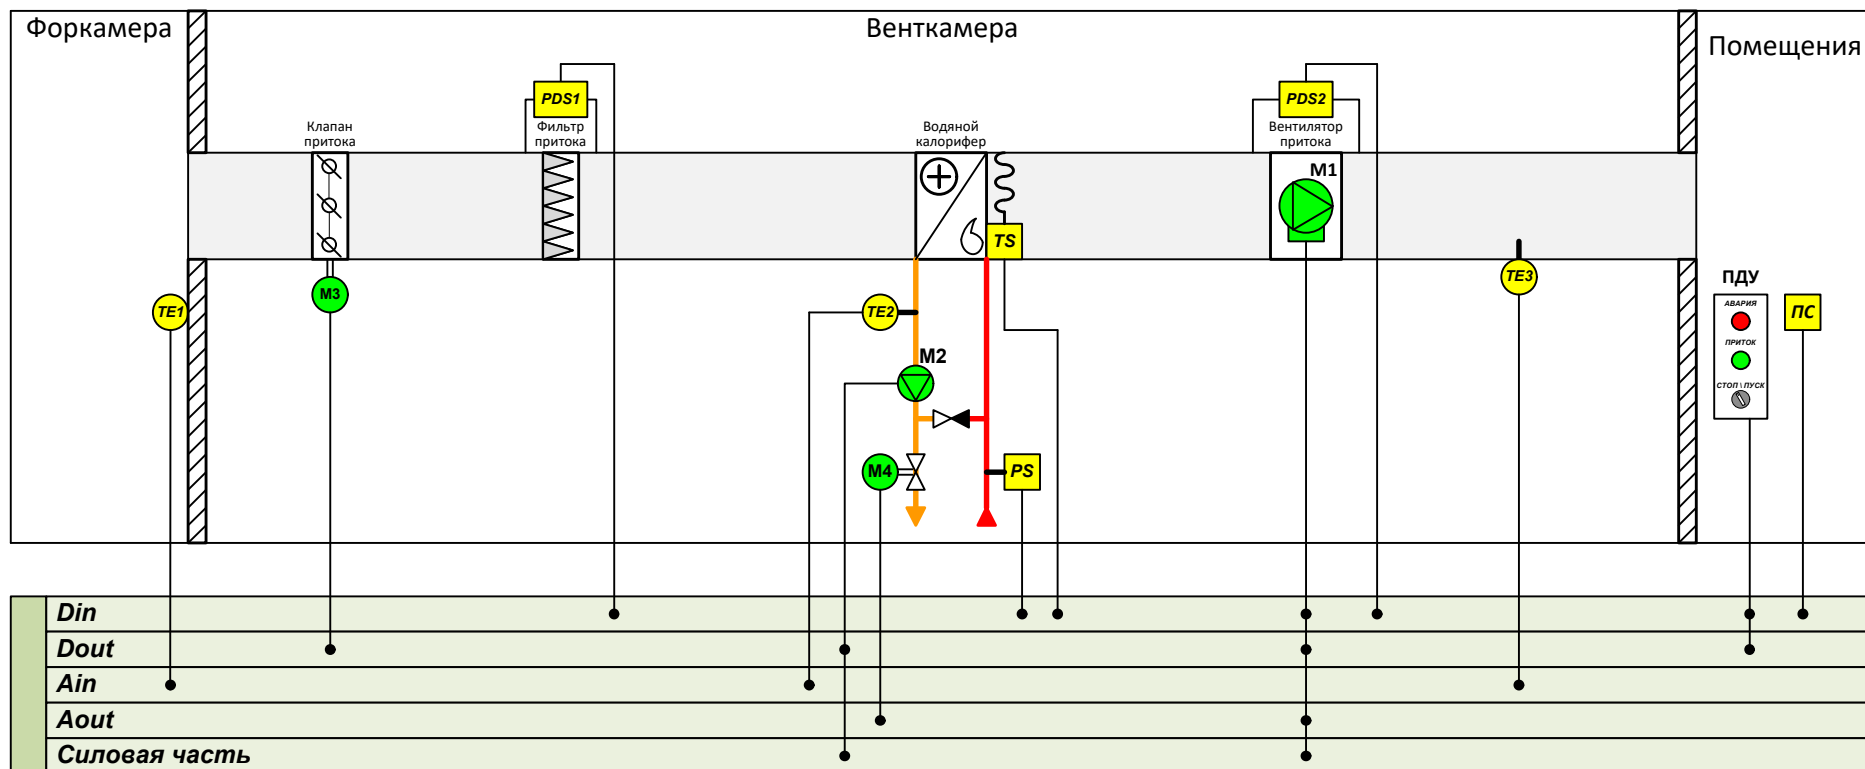 Форкамера
Венткамера
Помещения
PDS1
PDS2
Клапан
притока
Фильтр
притока
Водяной
калорифер
Вентилятор
притока
M1
TS
TE3
M3
TE1
TE2
M2
M4
PS
ПДУ
АВАРИЯ
ПРИТОК
СТОП \ ПУСК
ПС
Din
Dout
Ain
Aout
Силовая часть